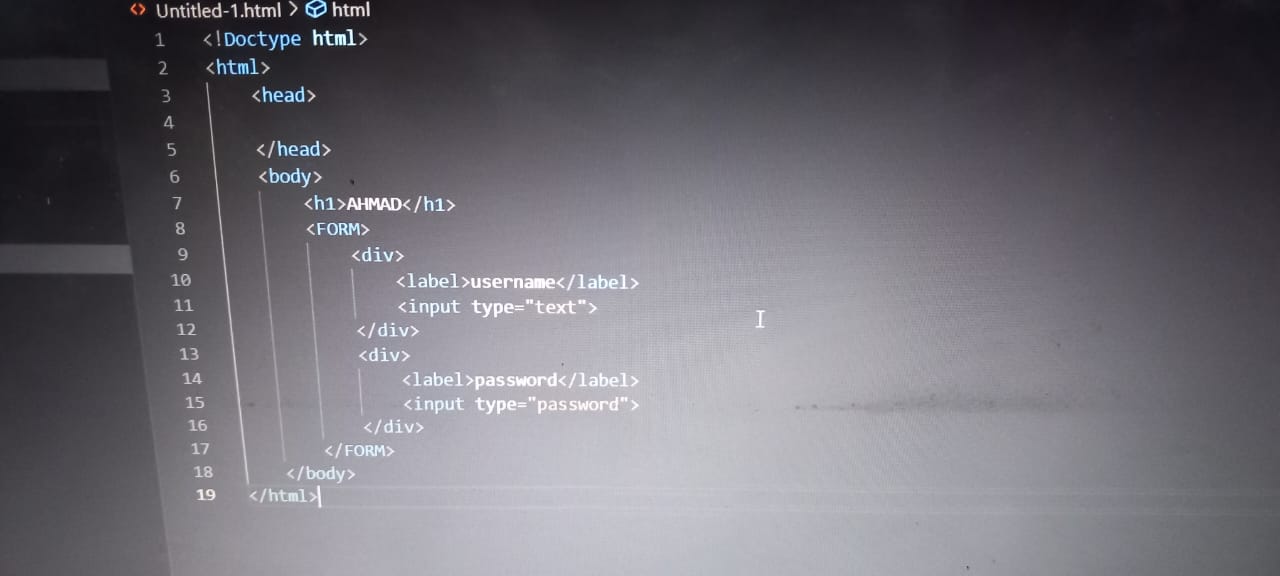 Untitled-1.html > html
1 <!Doctype html>
2 <html>
3 <head>
4
5 </head>
6 <body>
7 <h1>AHMAD</h1>
8 <FORM>
9 <div>
10 <label>username</label>
11 <input type="text">
12 </div>
13 <div>
14 <label>password</label>
15 <input type="password">
16 </div>
17 </FORM>
18 </body>
19 </html>